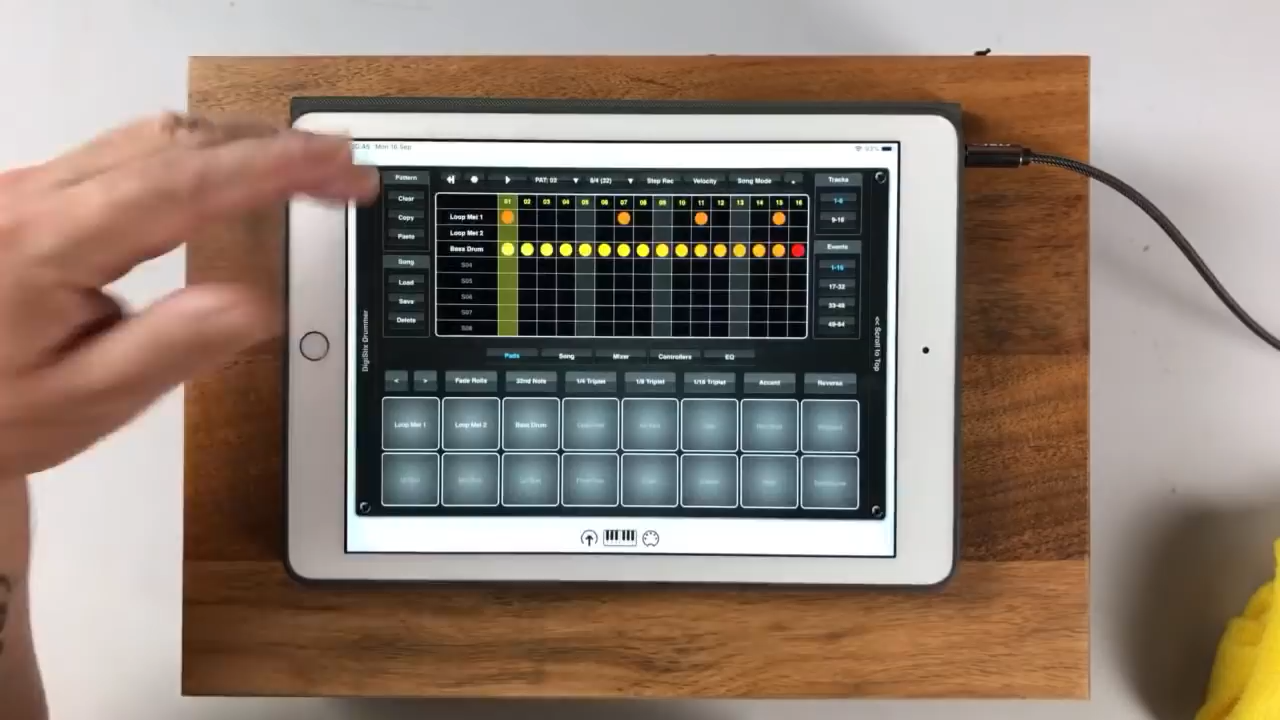 Mon 16 Sep
93%
Pattern
PAT: 03
Step Rec
Velocity
Song Mode
Tracks
Clear
01 02 03 04 05 06 07 08 09 10 11 12 13 14 15 16
1-8
Copy
Loop Met 1
9-16
Paste
Loop Met 2
Bass Drum
Events
Song
S04
1-16
Load
S05
17-32
Save
S06
33-48
Delete
S07
49-64
S08
DigiStix Drummer
<< Scroll to Top
Pads Song Mixer Controllers EQ
< > Fade Rolls 32nd Note 1/4 Triplet 1/8 Triplet 1/16 Triplet Accent Reverse
Loop Met 1 Loop Met 2 Bass Drum